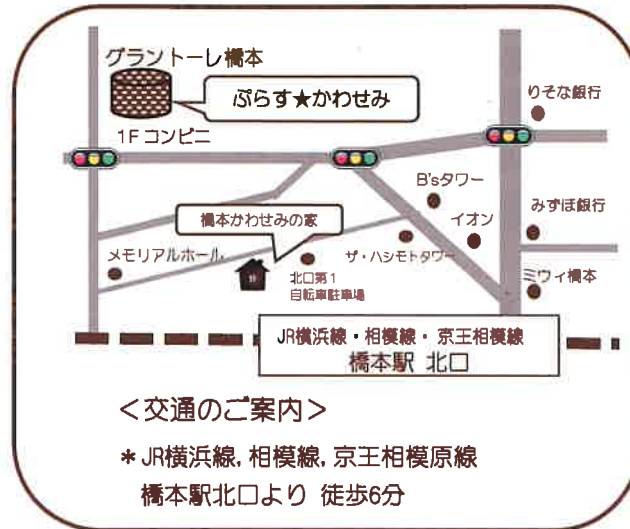 グラントーレ橋本
ぷらす★かわせみ
りそな銀行
1F コンビニ
B'sタワー
橋本かわせみの家
イオン
みずほ銀行
メモリアルホール
ザ・ハシモトタワー
北口第1
自転車駐車場
ミウィ橋本
JR横浜線・相模線・京王相模線
橋本駅 北口
＜交通のご案内＞
＊JR横浜線, 相模線, 京王相模原線
橋本駅北口より 徒歩6分